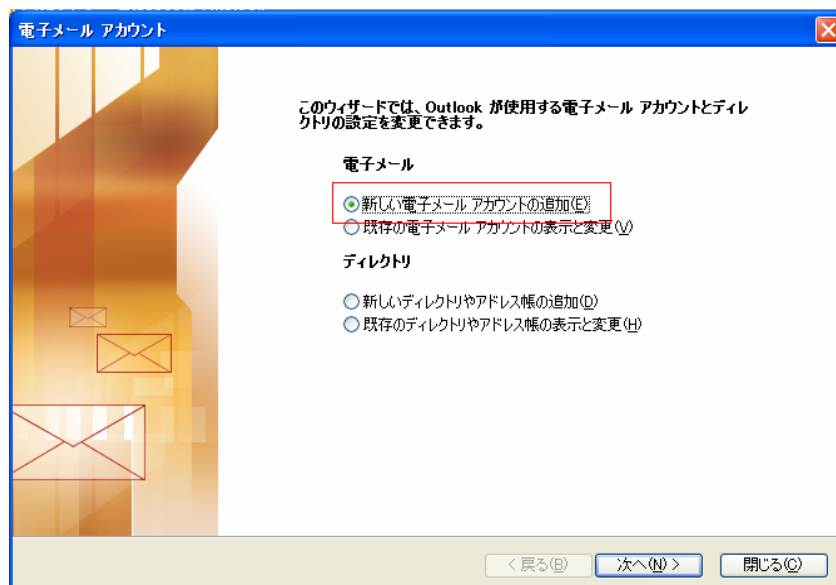 電子メール アカウント
このウィザードでは、Outlook が使用する電子メール アカウントとディレ
クトリの設定を変更できます。
電子メール
新しい電子メール アカウントの追加(E)
既存の電子メール アカウントの表示と変更(V)
ディレクトリ
新しいディレクトリやアドレス帳の追加(D)
既存のディレクトリやアドレス帳の表示と変更(H)
< 戻る(B) 次へ(N) > 閉じる(C)